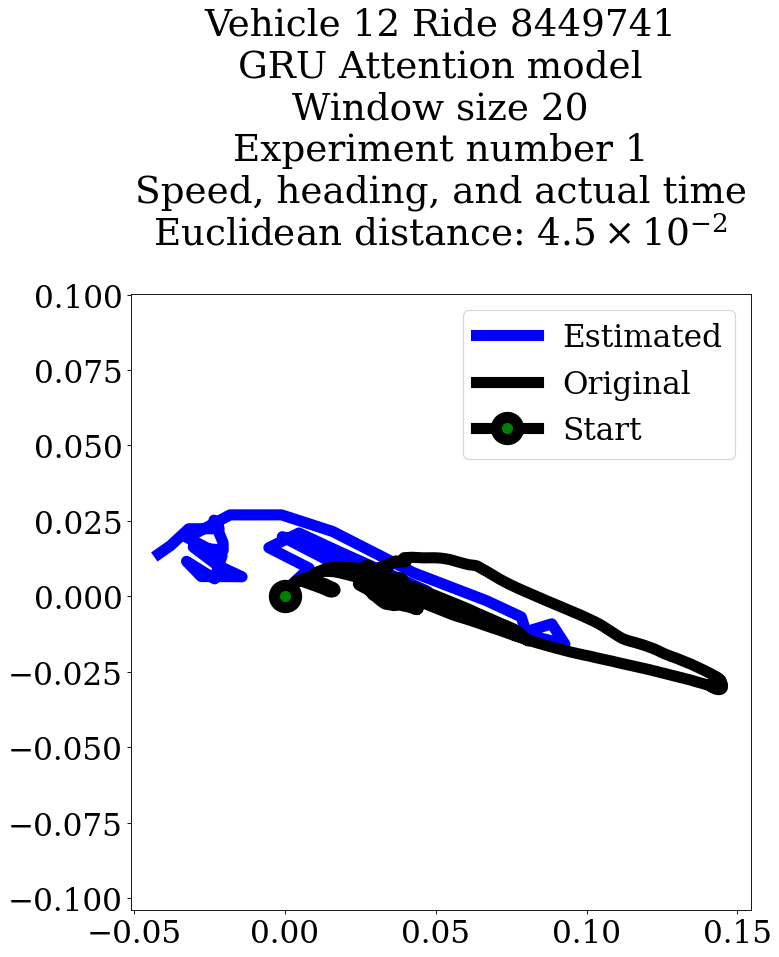 Vehicle 12 Ride 8449741
GRU Attention model
Window size 20
Experiment number 1
Speed, heading, and actual time
Euclidean distance: 4.5 × 10⁻²
Estimated
Original
Start
0.100
0.075
0.050
0.025
0.000
−0.025
−0.050
−0.075
−0.100
−0.05 0.00 0.05 0.10 0.15